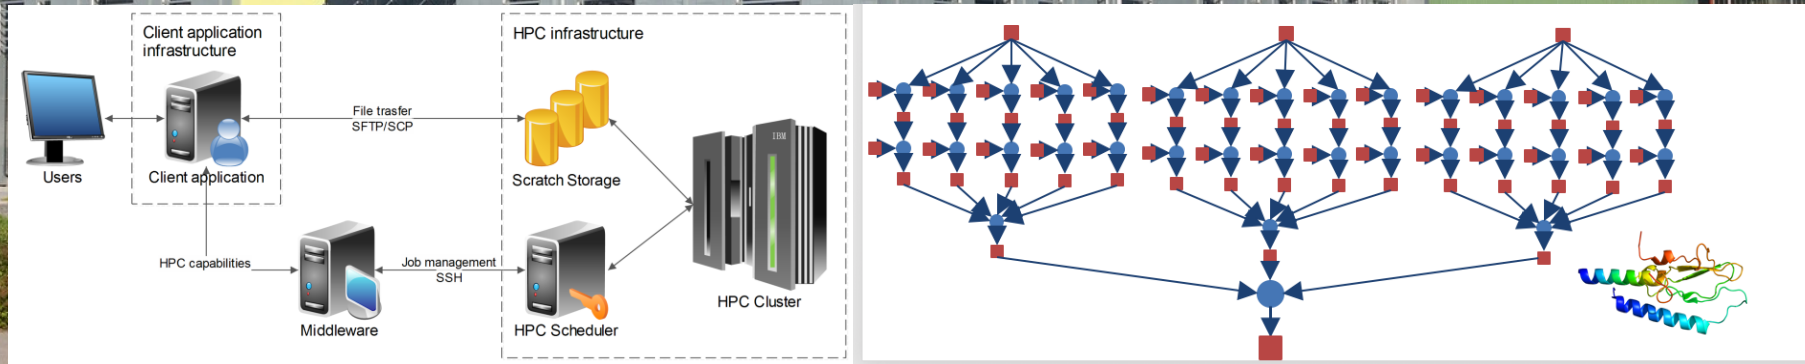 Client application
infrastructure
HPC infrastructure
File trasfer
SFTP/SCP
IBM
Users
Client application
Scratch Storage
HPC capabilities
Job management
SSH
Middleware
HPC Scheduler
HPC Cluster